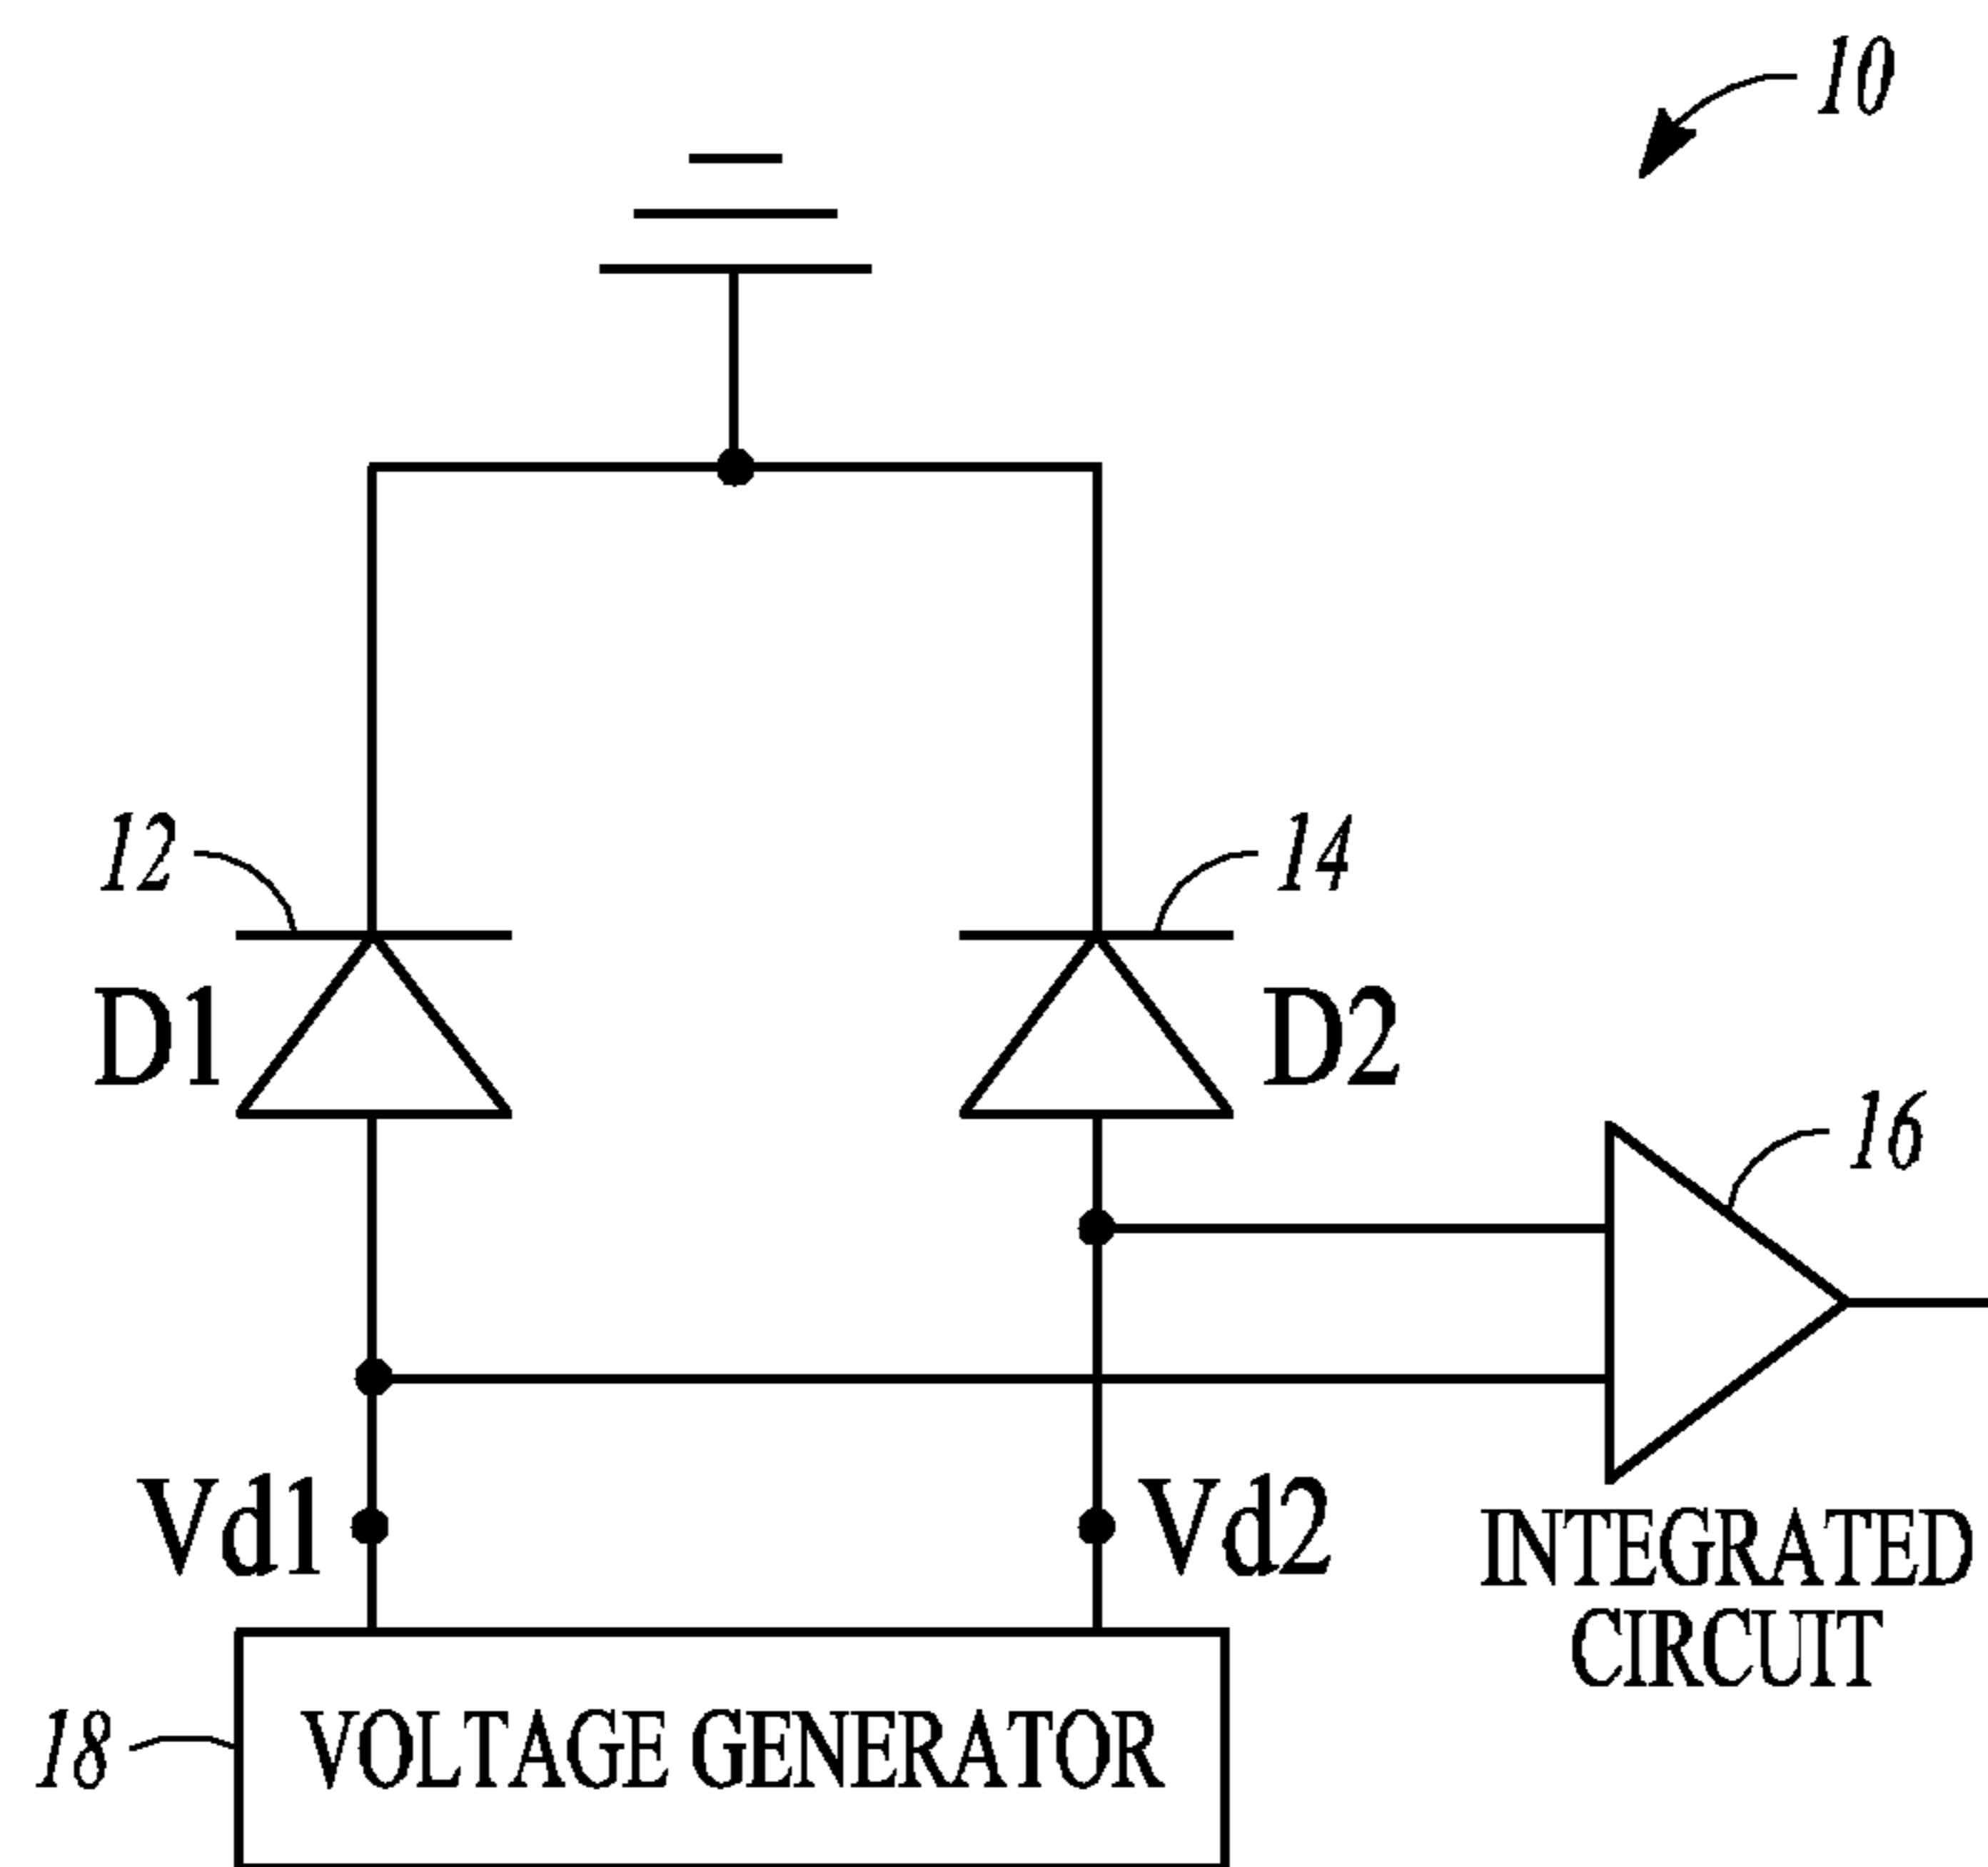 10
12
14
D1
D2
16
Vd1
Vd2
INTEGRATED
CIRCUIT
18
VOLTAGE GENERATOR